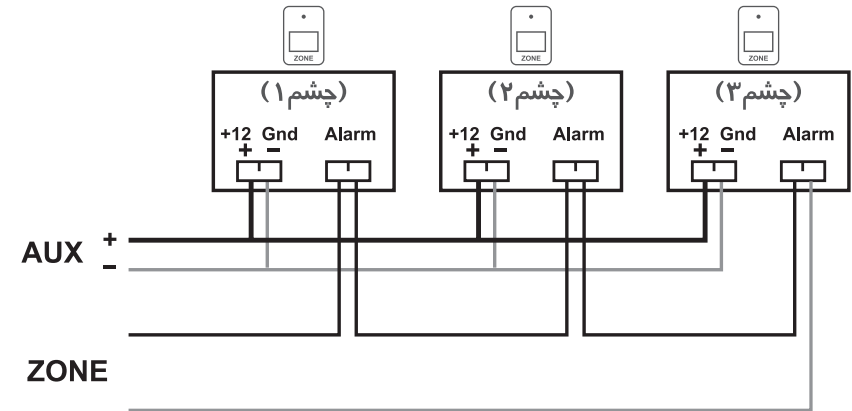 ZONE ZONE ZONE
(چشم۱) (چشم۲) (چشم۳)
+12 Gnd Alarm +12 Gnd Alarm +12 Gnd Alarm
+ − + − + −
AUX +
−
ZONE